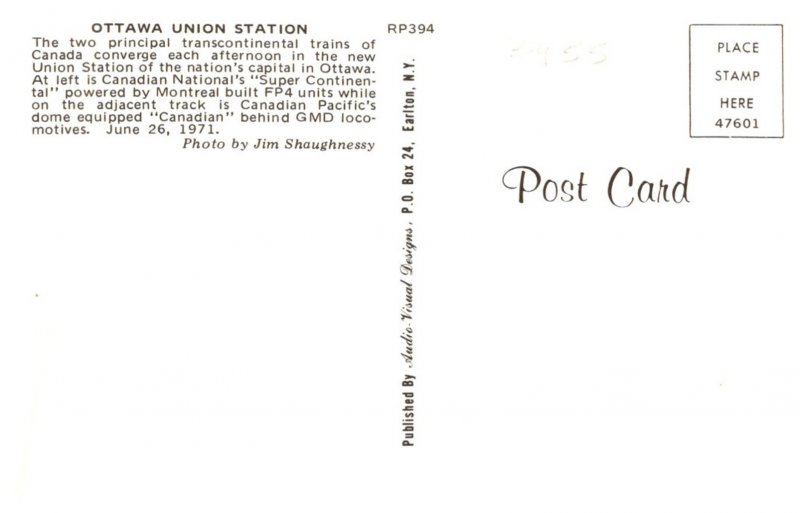 OTTAWA UNION STATION
The two principal transcontinental trains of
Canada converge each afternoon in the new
Union Station of the nation's capital in Ottawa.
At left is Canadian National's "Super Continen-
tal" powered by Montreal built FP4 units while
on the adjacent track is Canadian Pacific's
dome equipped "Canadian" behind GMD loco-
motives. June 26, 1971.
Photo by Jim Shaughnessy
RP394
Published By Audio-Visual Designs, P.O. Box 24, Earlton, N.Y.
PLACE
STAMP
HERE
47601
Post Card